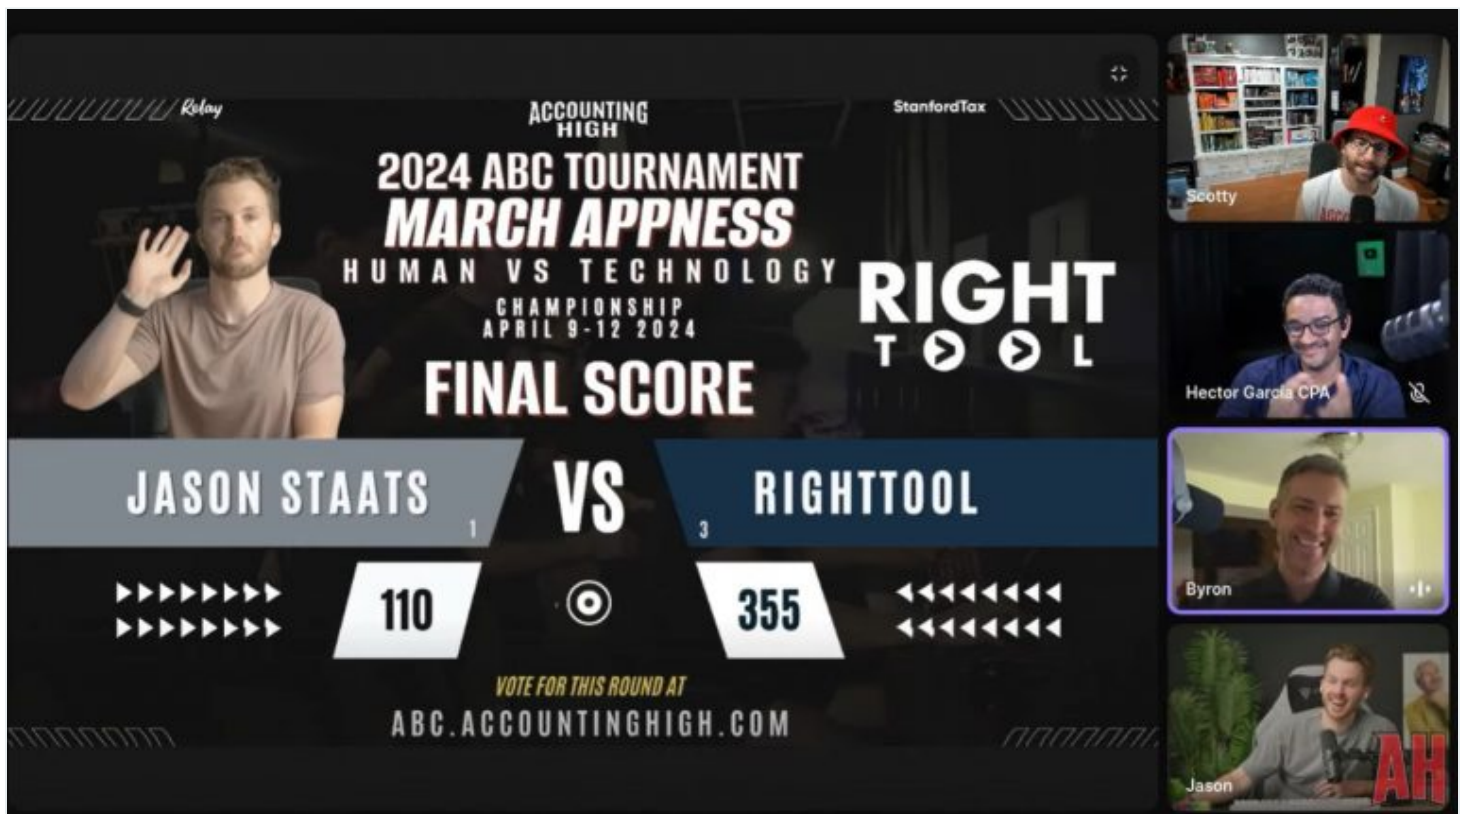 Relay
ACCOUNTING
HIGH
StanfordTax
2024 ABC TOURNAMENT
MARCH APPNESS
HUMAN VS TECHNOLOGY
CHAMPIONSHIP
APRIL 9-12 2024
FINAL SCORE
RIGHT
TOOL
JASON STAATS
1
VS
3
RIGHTTOOL
110
355
VOTE FOR THIS ROUND AT
ABC.ACCOUNTINGHIGH.COM
Scotty
Hector Garcia CPA
Byron
Jason
AH